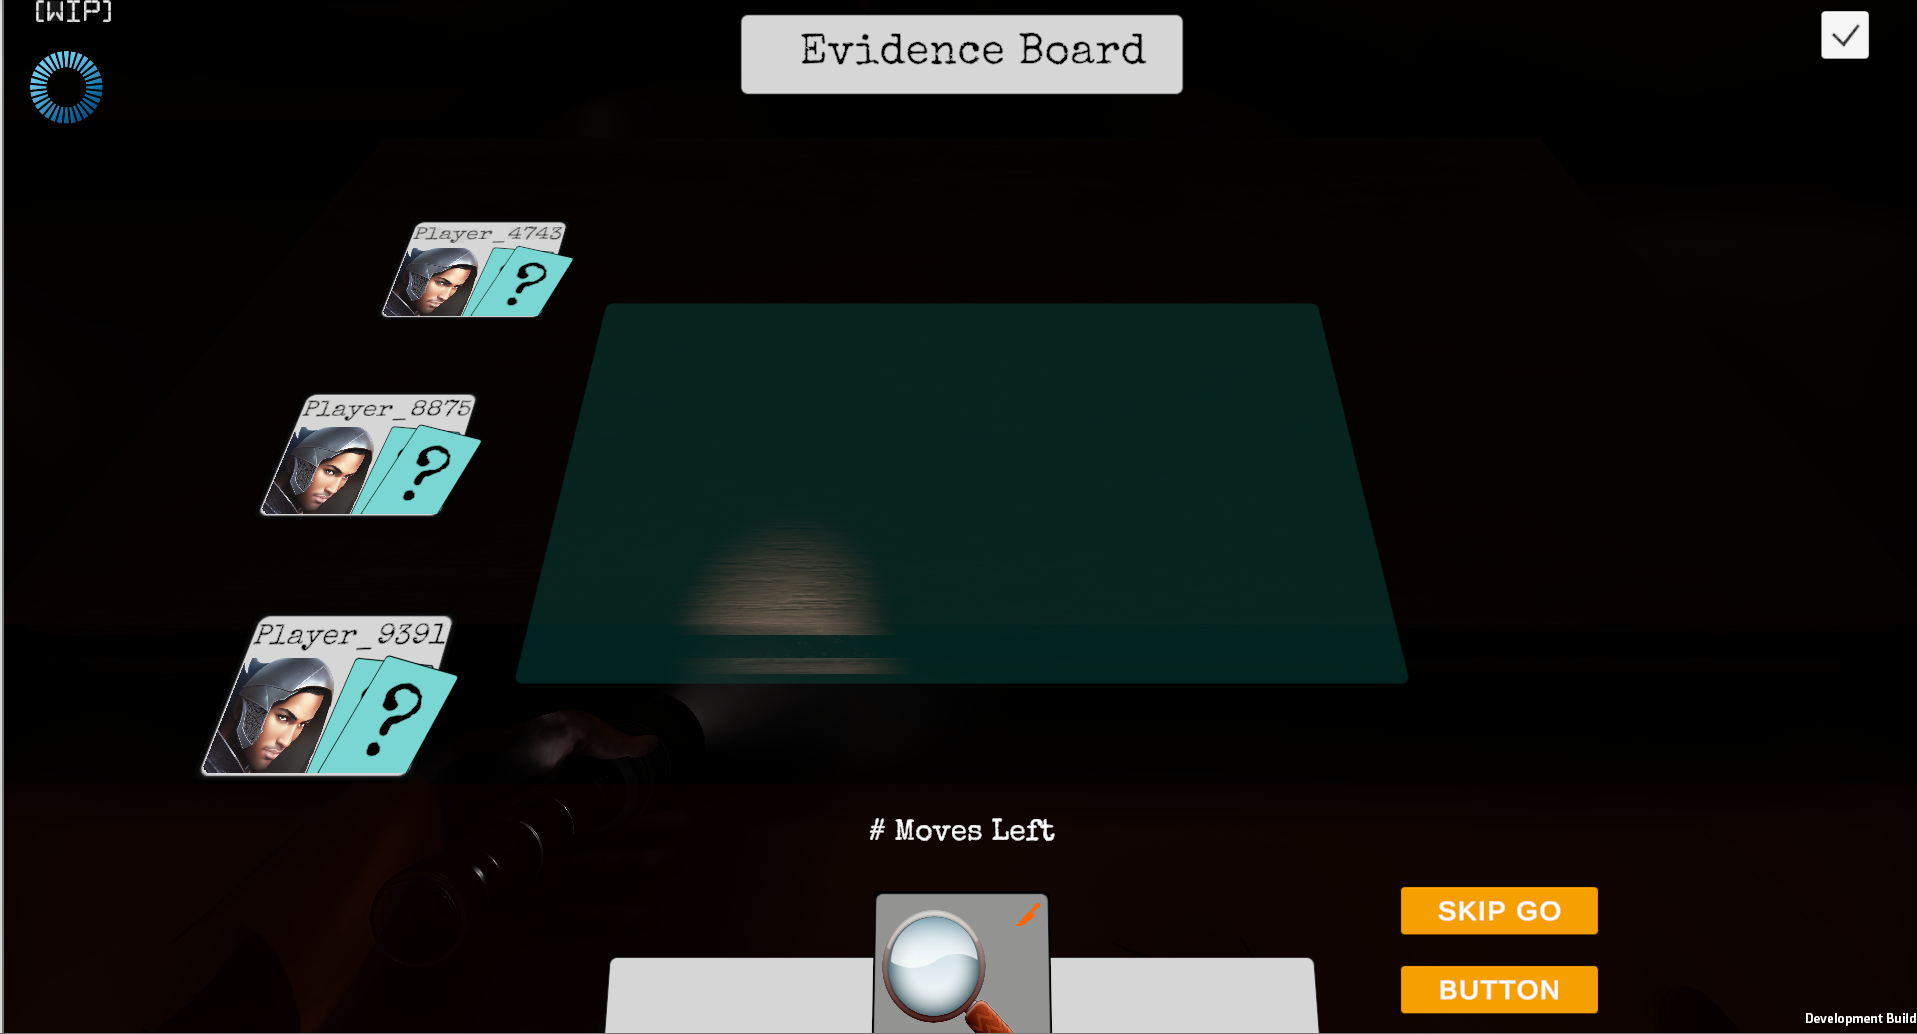 [WIP]
Evidence Board
Player_4743
?
Player_8875
?
Player_9391
?
# Moves Left
SKIP GO
BUTTON
Development Build